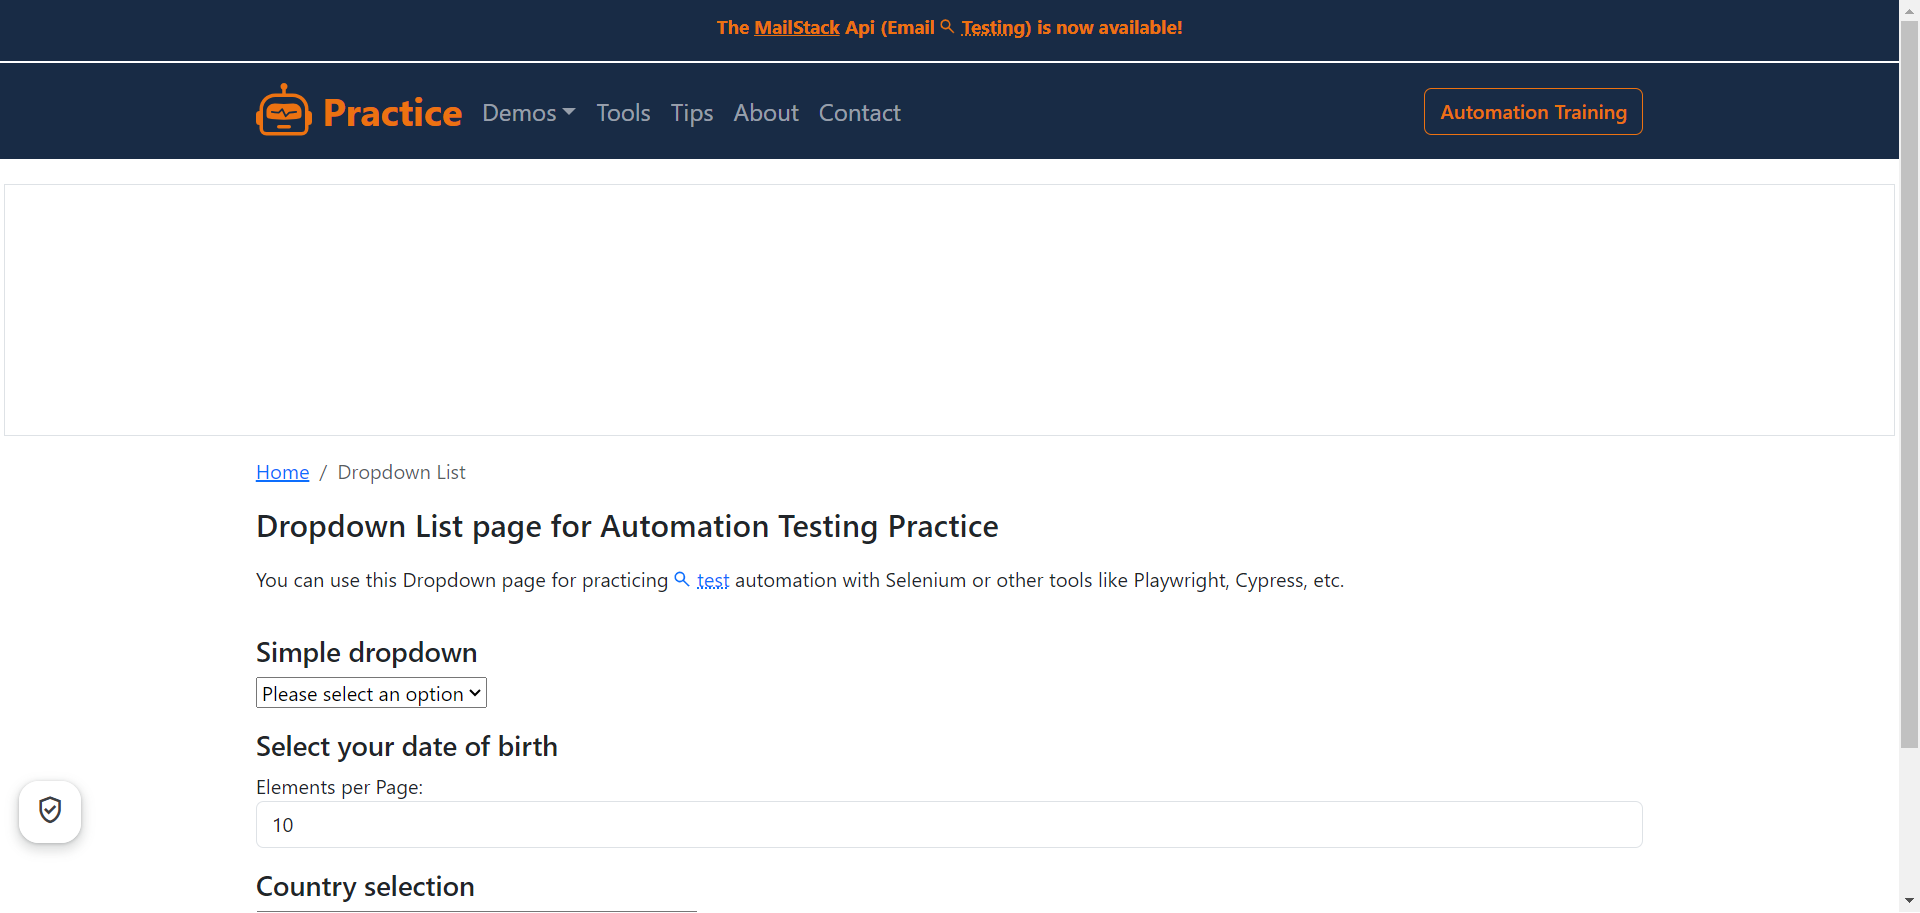 The MailStack Api (Email Testing) is now available!
Practice Demos Tools Tips About Contact Automation Training
Home / Dropdown List
Dropdown List page for Automation Testing Practice
You can use this Dropdown page for practicing test automation with Selenium or other tools like Playwright, Cypress, etc.
Simple dropdown
Please select an option
Select your date of birth
Elements per Page:
10
Country selection